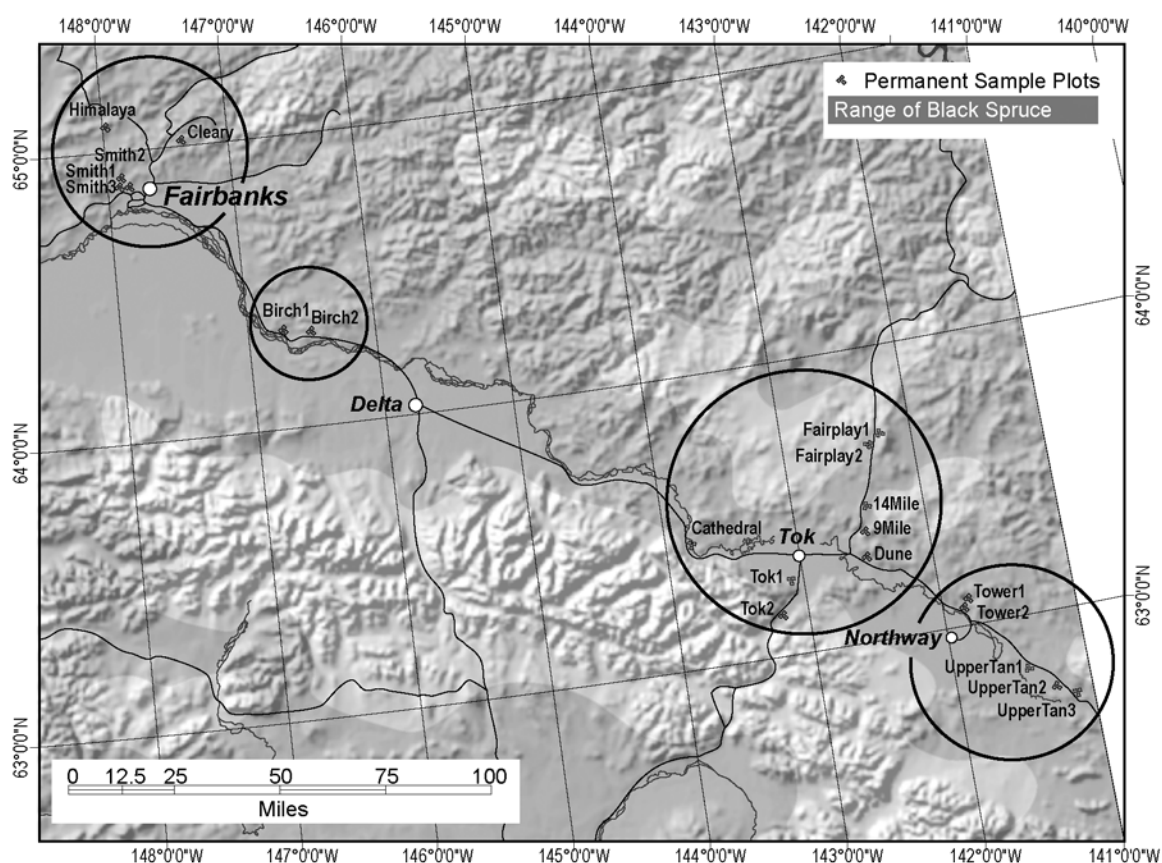 148°0'0"W 147°0'0"W 146°0'0"W 145°0'0"W 144°0'0"W 143°0'0"W 142°0'0"W 141°0'0"W 140°0'0"W
Permanent Sample Plots
Range of Black Spruce
Himalaya
Cleary
Smith2
65°0'0"N
Smith1
Smith3
Fairbanks
64°0'0"N
Birch1
Birch2
Delta
Fairplay1
64°0'0"N
Fairplay2
14Mile
Cathedral
Tok
9Mile
Dune
Tok1
Tok2
Tower1
63°0'0"N
Tower2
Northway
UpperTan1
UpperTan2
UpperTan3
63°0'0"N
0 12.5 25 50 75 100
Miles
148°0'0"W 147°0'0"W 146°0'0"W 145°0'0"W 144°0'0"W 143°0'0"W 142°0'0"W 141°0'0"W